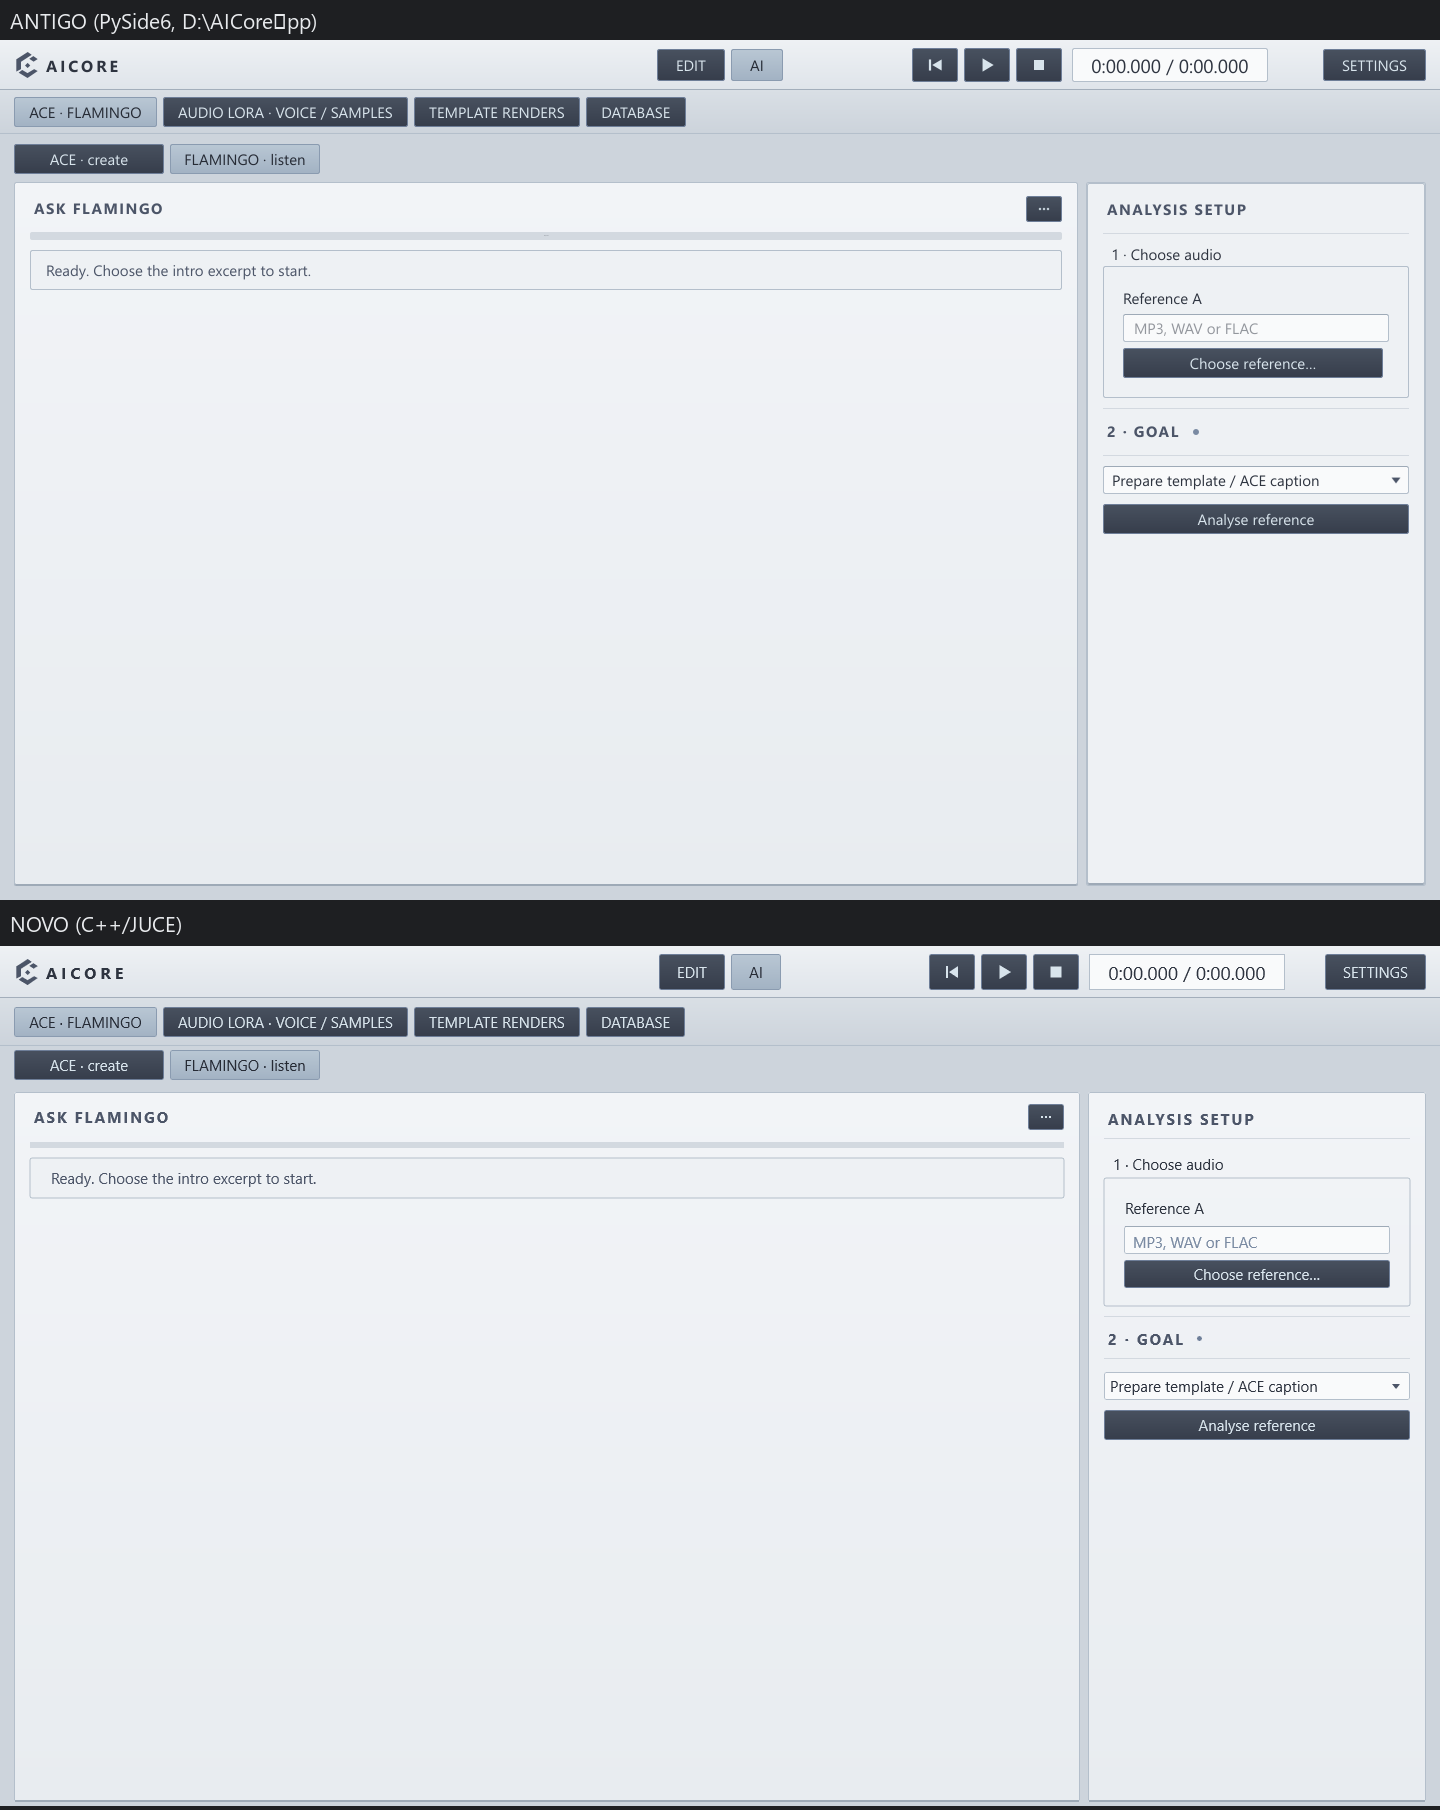 ANTIGO (PySide6, D:\AICore▯pp)
AICORE
EDIT
AI
0:00.000 / 0:00.000
SETTINGS
ACE · FLAMINGO
AUDIO LORA · VOICE / SAMPLES
TEMPLATE RENDERS
DATABASE
ACE · create
FLAMINGO · listen
ASK FLAMINGO
...
ANALYSIS SETUP
Ready. Choose the intro excerpt to start.
1 · Choose audio
Reference A
MP3, WAV or FLAC
Choose reference...
2 · GOAL •
Prepare template / ACE caption
Analyse reference
NOVO (C++/JUCE)
AICORE
EDIT
AI
0:00.000 / 0:00.000
SETTINGS
ACE · FLAMINGO
AUDIO LORA · VOICE / SAMPLES
TEMPLATE RENDERS
DATABASE
ACE · create
FLAMINGO · listen
ASK FLAMINGO
...
ANALYSIS SETUP
Ready. Choose the intro excerpt to start.
1 · Choose audio
Reference A
MP3, WAV or FLAC
Choose reference...
2 · GOAL •
Prepare template / ACE caption
Analyse reference